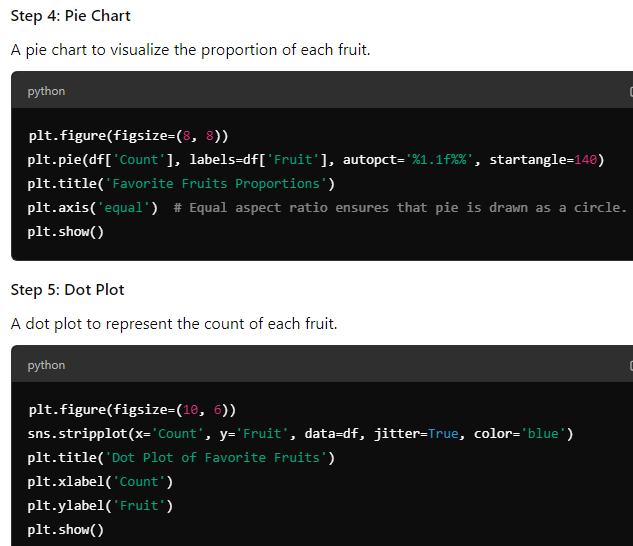 Step 4: Pie Chart
A pie chart to visualize the proportion of each fruit.
python
plt.figure(figsize=(8, 8))
plt.pie(df['Count'], labels=df['Fruit'], autopct='%1.1f%%', startangle=140)
plt.title('Favorite Fruits Proportions')
plt.axis('equal')  # Equal aspect ratio ensures that pie is drawn as a circle.
plt.show()
Step 5: Dot Plot
A dot plot to represent the count of each fruit.
python
plt.figure(figsize=(10, 6))
sns.stripplot(x='Count', y='Fruit', data=df, jitter=True, color='blue')
plt.title('Dot Plot of Favorite Fruits')
plt.xlabel('Count')
plt.ylabel('Fruit')
plt.show()